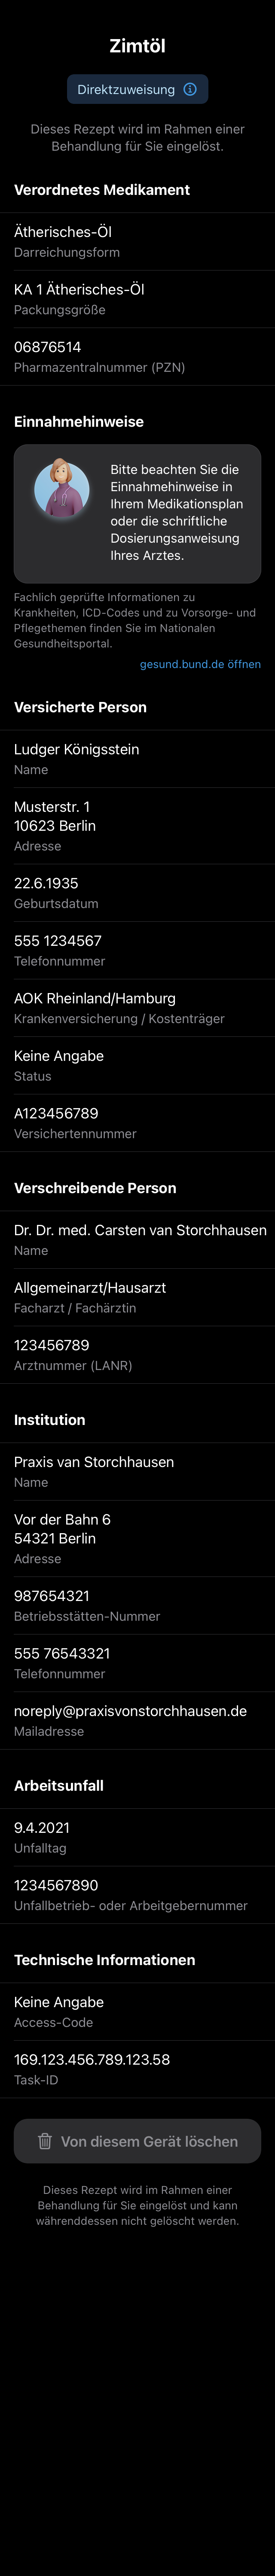 Zimtöl
Direktzuweisung
Dieses Rezept wird im Rahmen einer
Behandlung für Sie eingelöst.
Verordnetes Medikament
Ätherisches-Öl
Darreichungsform
KA 1 Ätherisches-Öl
Packungsgröße
06876514
Pharmazentralnummer (PZN)
Einnahmehinweise
Bitte beachten Sie die
Einnahmehinweise in
Ihrem Medikationsplan
oder die schriftliche
Dosierungsanweisung
Ihres Arztes.
Fachlich geprüfte Informationen zu
Krankheiten, ICD-Codes und zu Vorsorge- und
Pflegethemen finden Sie im Nationalen
Gesundheitsportal.
gesund.bund.de öffnen
Versicherte Person
Ludger Königsstein
Name
Musterstr. 1
10623 Berlin
Adresse
22.6.1935
Geburtsdatum
555 1234567
Telefonnummer
AOK Rheinland/Hamburg
Krankenversicherung / Kostenträger
Keine Angabe
Status
A123456789
Versichertennummer
Verschreibende Person
Dr. Dr. med. Carsten van Storchhausen
Name
Allgemeinarzt/Hausarzt
Facharzt / Fachärztin
123456789
Arztnummer (LANR)
Institution
Praxis van Storchhausen
Name
Vor der Bahn 6
54321 Berlin
Adresse
987654321
Betriebsstätten-Nummer
555 76543321
Telefonnummer
noreply@praxisvonstorchhausen.de
Mailadresse
Arbeitsunfall
9.4.2021
Unfalltag
1234567890
Unfallbetrieb- oder Arbeitgebernummer
Technische Informationen
Keine Angabe
Access-Code
169.123.456.789.123.58
Task-ID
Von diesem Gerät löschen
Dieses Rezept wird im Rahmen einer
Behandlung für Sie eingelöst und kann
währenddessen nicht gelöscht werden.